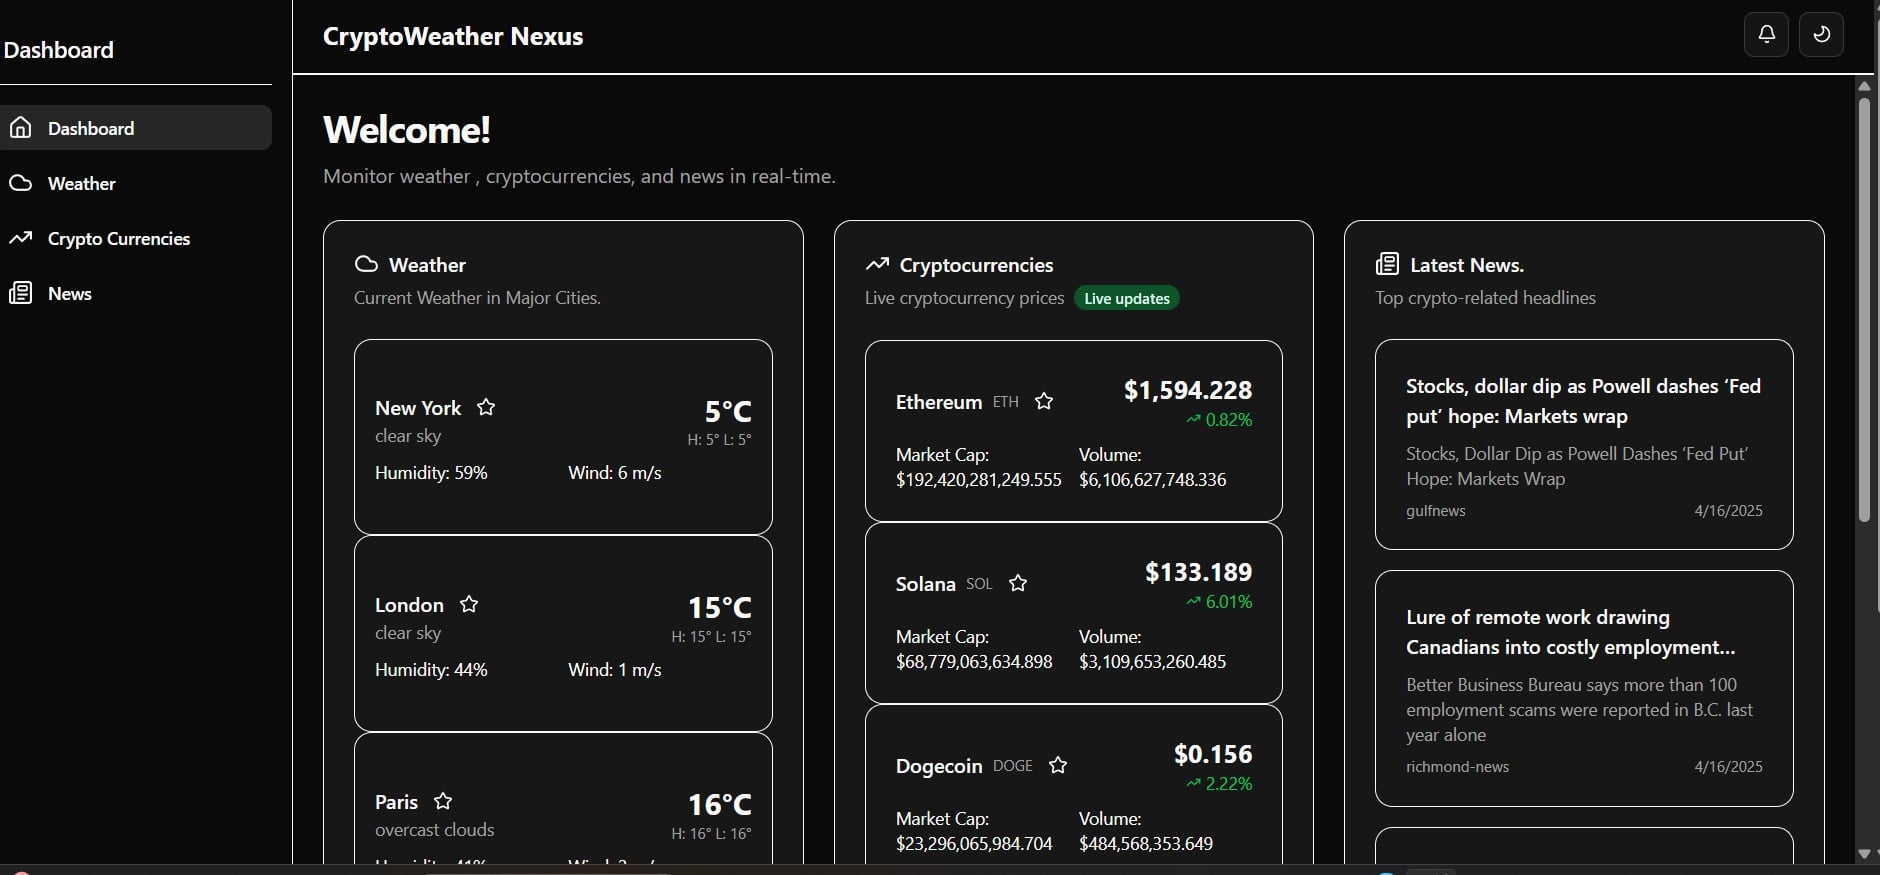 Dashboard
Dashboard
Weather
Crypto Currencies
News
CryptoWeather Nexus
Welcome!
Monitor weather , cryptocurrencies, and news in real-time.
Weather
Current Weather in Major Cities.
New York
5°C
clear sky
H: 5° L: 5°
Humidity: 59% Wind: 6 m/s
London
15°C
clear sky
H: 15° L: 15°
Humidity: 44% Wind: 1 m/s
Paris
16°C
overcast clouds
H: 16° L: 16°
Cryptocurrencies
Live cryptocurrency prices Live updates
Ethereum ETH
$1,594.228
0.82%
Market Cap: Volume:
$192,420,281,249.555 $6,106,627,748.336
Solana SOL
$133.189
6.01%
Market Cap: Volume:
$68,779,063,634.898 $3,109,653,260.485
Dogecoin DOGE
$0.156
2.22%
Market Cap: Volume:
$23,296,065,984.704 $484,568,353.649
Latest News.
Top crypto-related headlines
Stocks, dollar dip as Powell dashes ‘Fed
put’ hope: Markets wrap
Stocks, Dollar Dip as Powell Dashes ‘Fed Put’
Hope: Markets Wrap
gulfnews 4/16/2025
Lure of remote work drawing
Canadians into costly employment...
Better Business Bureau says more than 100
employment scams were reported in B.C. last
year alone
richmond-news 4/16/2025